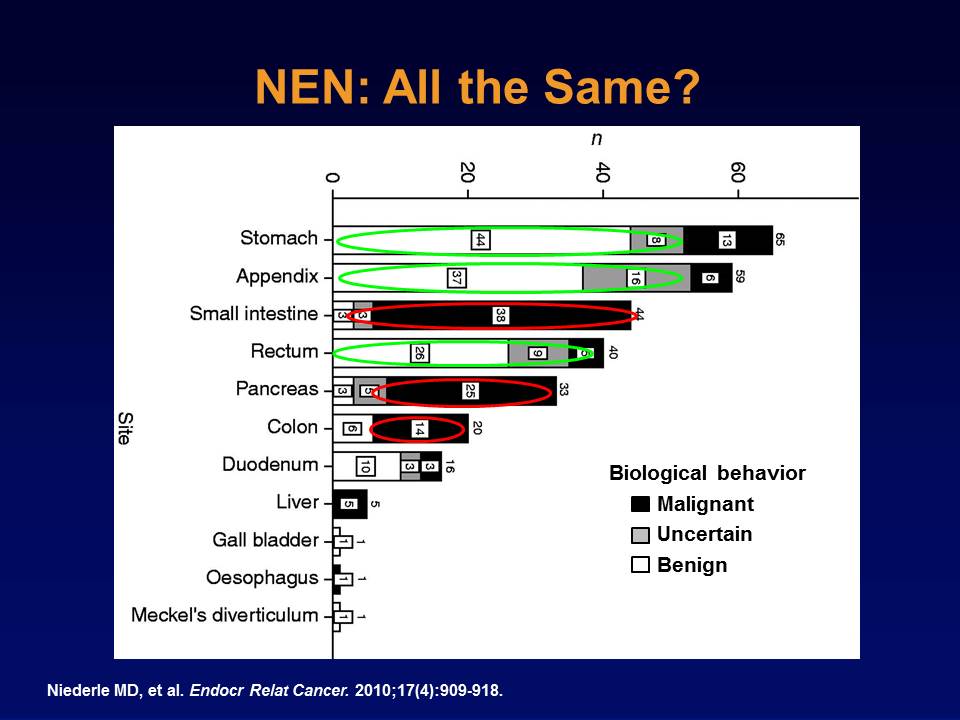 NEN: All the Same?
n
0 20 40 60
Stomach 44 8 13 65
Appendix 37 16 6 59
Small intestine 3 3 38 44
Rectum 26 9 5 40
Pancreas 3 5 25 33
Colon 6 14 20
Duodenum 10 3 3 16
Liver 5 5
Gall bladder 1 1
Oesophagus 1 1
Meckel's diverticulum 1 1
Site
Biological behavior
Malignant
Uncertain
Benign
Niederle MD, et al. Endocr Relat Cancer. 2010;17(4):909-918.